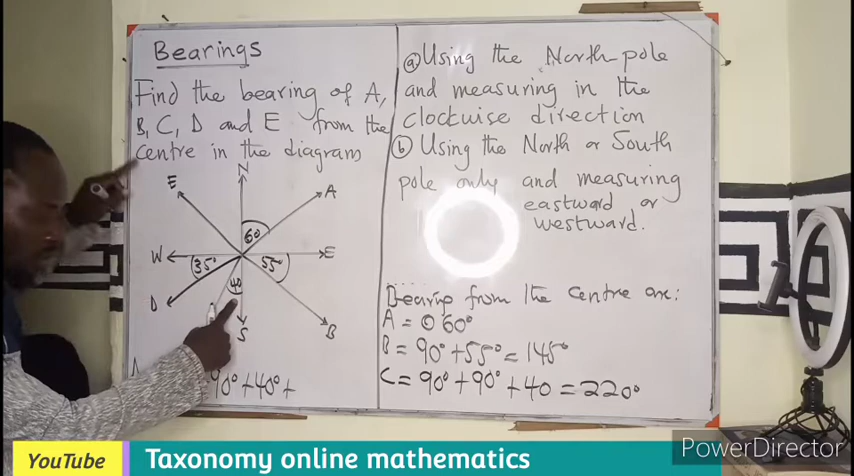 Bearings
Find the bearing of A,
B, C, D and E from the
centre in the diagram
N
E
A
60
W
35°
55°
E
40
D
S
B
90° + 40° +
(a) Using the North-pole
and measuring in the
clockwise direction
(b) Using the North or South
pole only and measuring
eastward or
westward.
Bearing from the centre are:
A = 060°
B = 90° + 55° = 145°
C = 90° + 90° + 40 = 220°
YouTube
Taxonomy online mathematics
PowerDirector